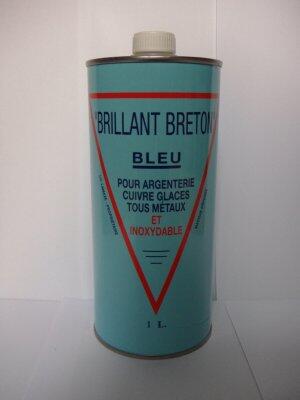 "BRILLANT BRETON"
BLEU
POUR ARGENTERIE
CUIVRE GLACES
TOUS MÉTAUX
ET
INOXYDABLE
1 L.